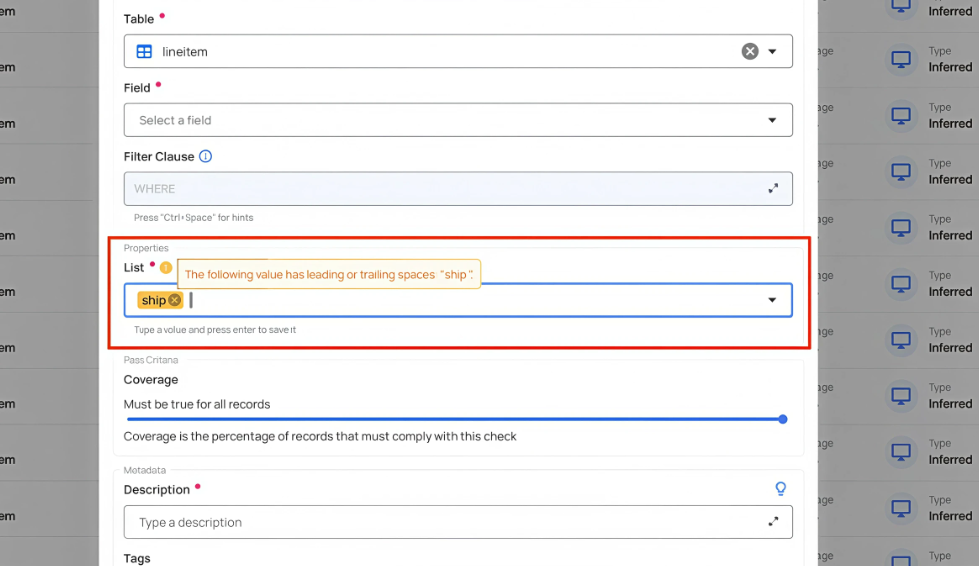 em
Table
Inferred
lineitem
age
Type
em
Inferred
Field
Select a field
age
Type
em
Inferred
Filter Clause
age
Type
em
WHERE
Inferred
Press "Ctrl+Space" for hints
age
Type
em
Inferred
Properties
List
The following value has leading or trailing spaces "ship ".
age
Type
em
ship
Inferred
Type a value and press enter to save it
age
Type
em
Inferred
Pass Critana
Coverage
age
Type
em
Must be true for all records
Inferred
Coverage is the percentage of records that must comply with this check
age
Type
em
Inferred
Metadata
Description
age
Type
em
Type a description
Inferred
Tags
age
Type